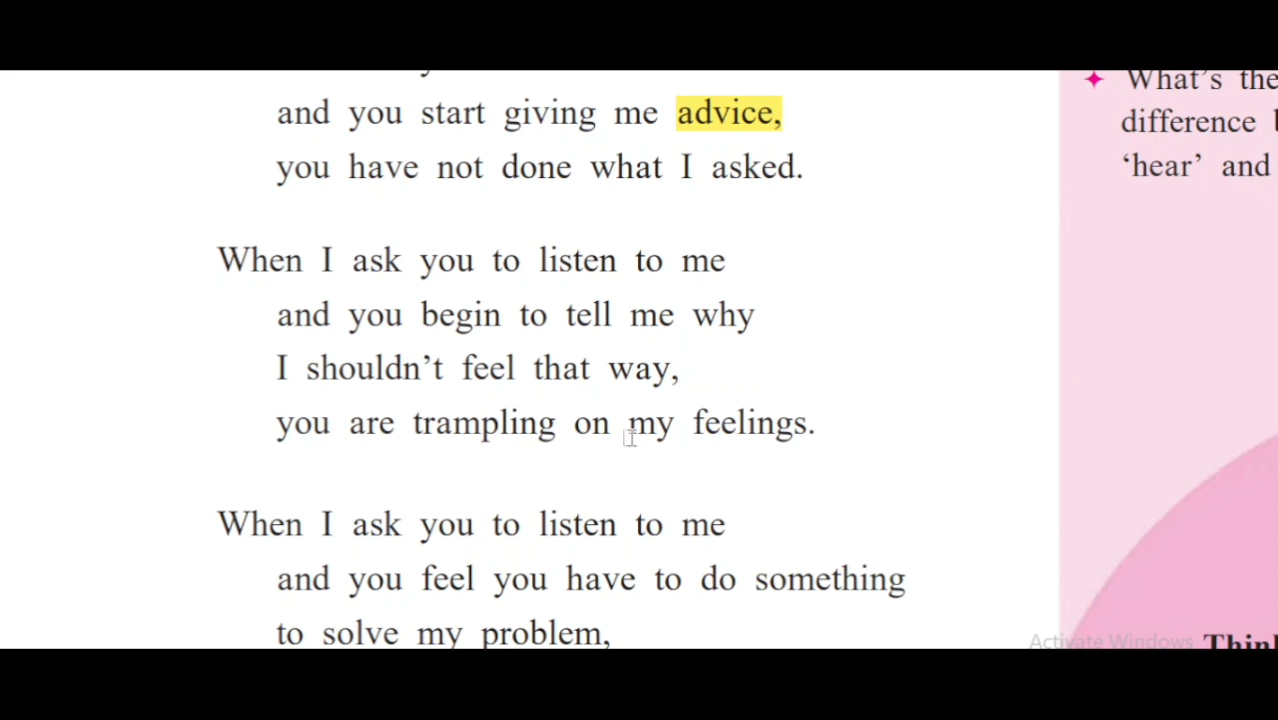 and you start giving me advice,
you have not done what I asked.
When I ask you to listen to me
and you begin to tell me why
I shouldn't feel that way,
you are trampling on my feelings.
When I ask you to listen to me
and you feel you have to do something
to solve my problem,
✦ What's the
difference
‘hear’ and
Activate Windows